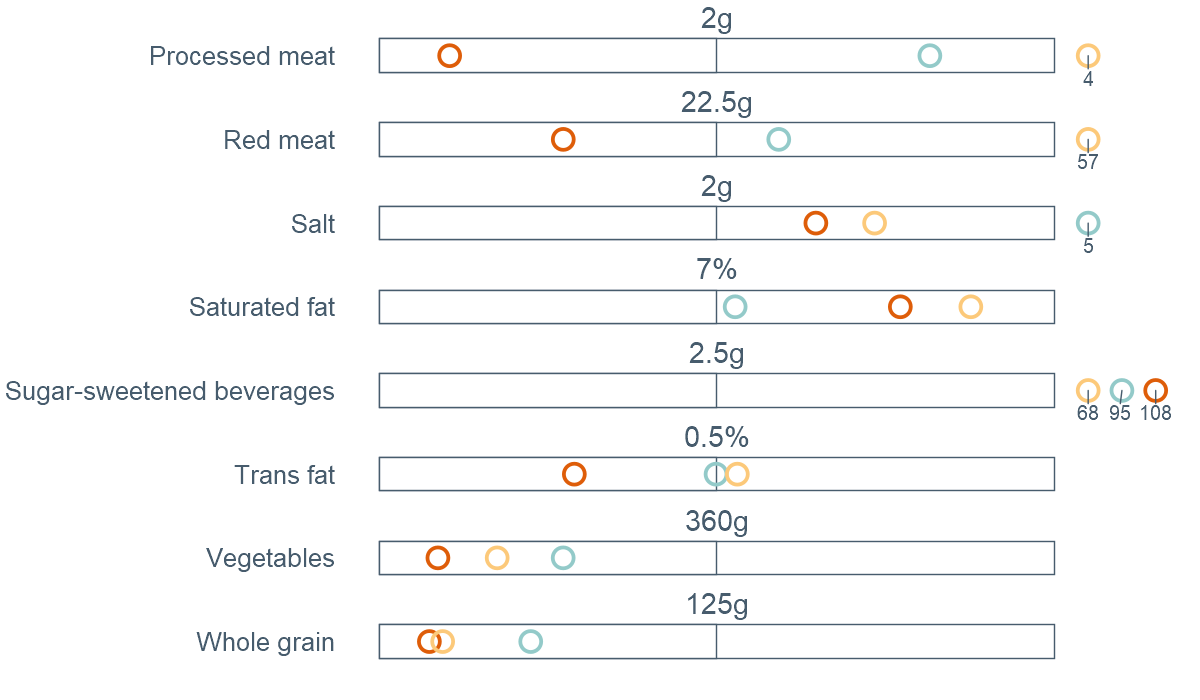 2g
Processed meat
4
22.5g
Red meat
57
2g
Salt
5
7%
Saturated fat
2.5g
Sugar-sweetened beverages
68 95 108
0.5%
Trans fat
360g
Vegetables
125g
Whole grain